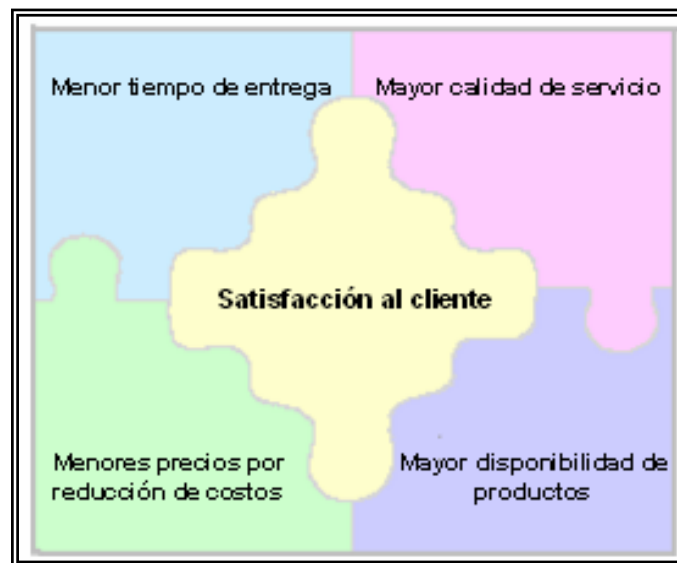 Menor tiempo de entrega
Mayor calidad de servicio
Satisfacción al cliente
Menores precios por
reducción de costos
Mayor disponibilidad de
productos